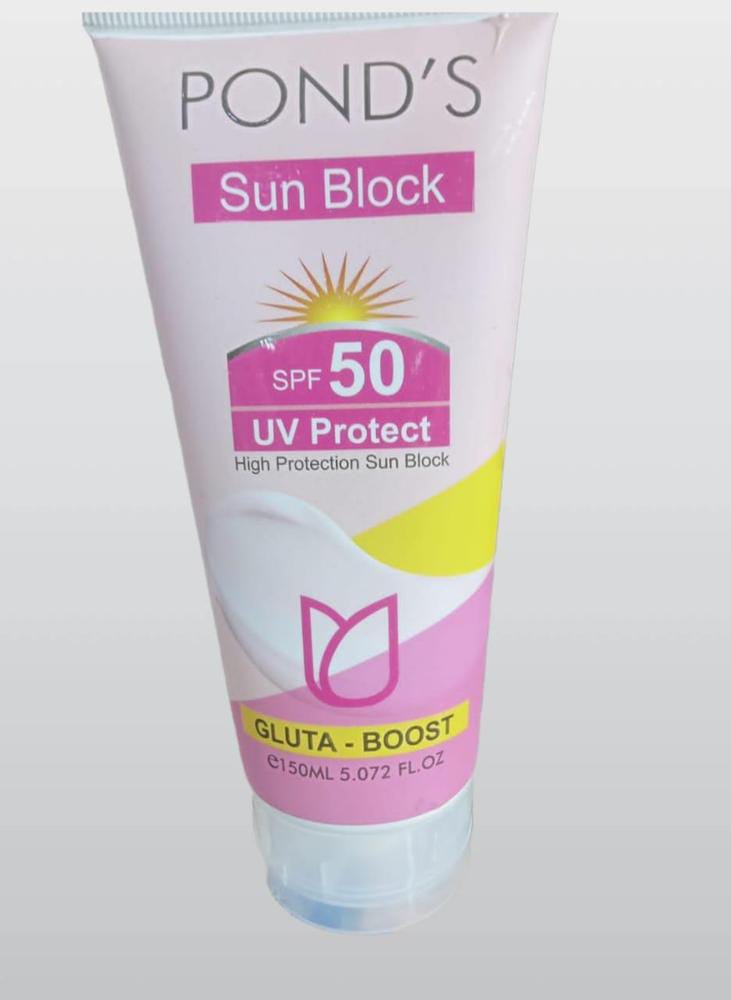 POND'S
Sun Block
SPF 50
UV Protect
High Protection Sun Block
GLUTA - BOOST
℮150ML 5.072 FL.OZ